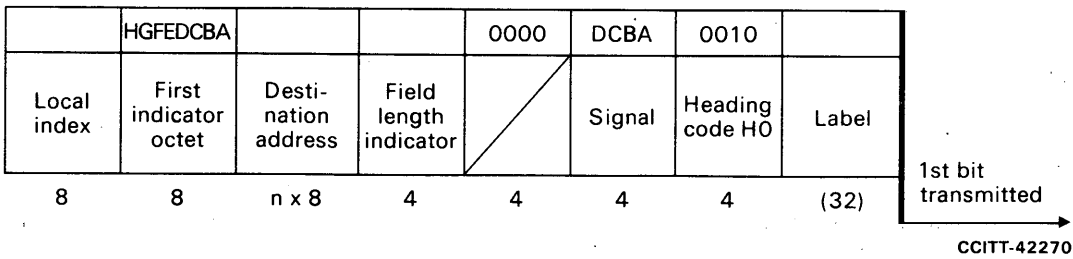 HGFEDCBA 0000 DCBA 0010
Local index
First indicator octet
Desti- nation address
Field length indicator
Signal
Heading code H0
Label
8 8 n x 8 4 4 4 4 (32)
1st bit
transmitted
CCITT-42270